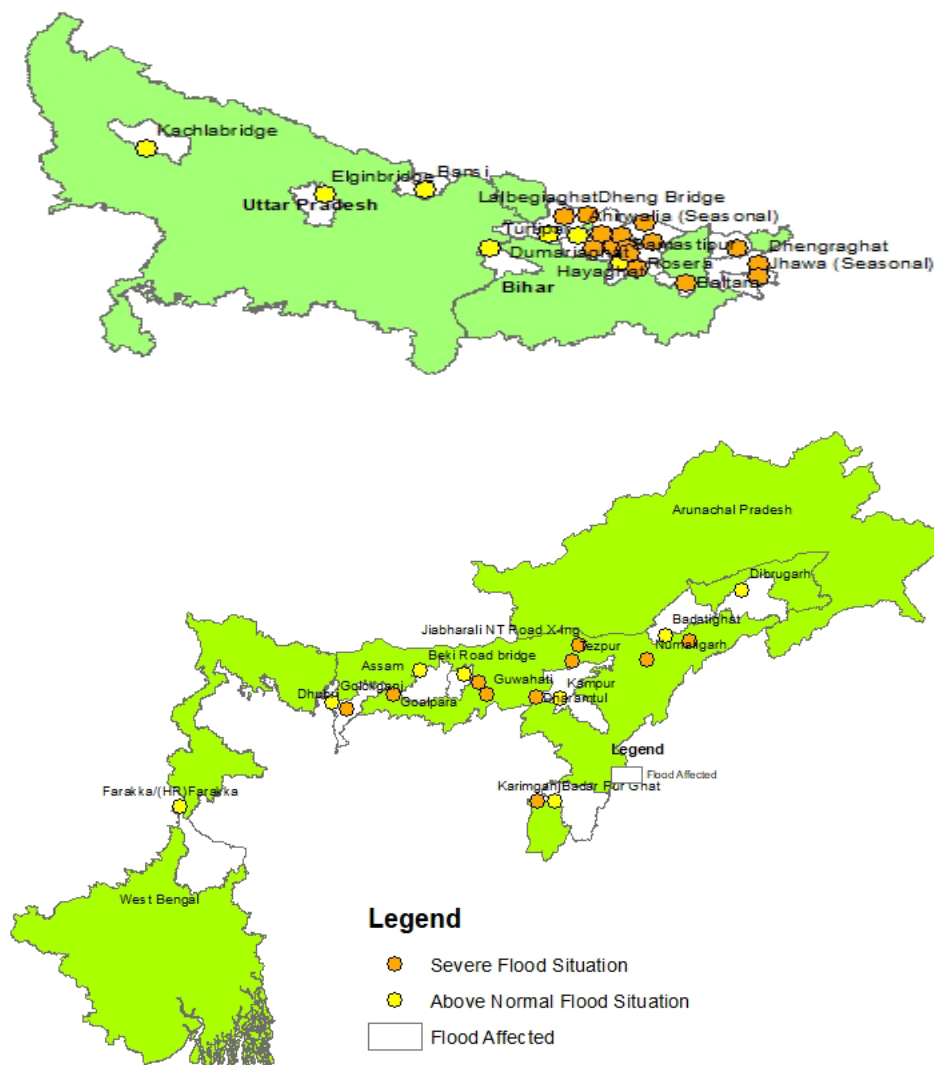 Kachlabridge
Elginbridge
Bansi
Uttar Pradesh
Lalbegiaghat
Dheng Bridge
Ahirwalia (Seasonal)
Turtipar
Samastipur
Dhengraghat
Dumariaghat
Hayaghat
Rosera
Jhawa (Seasonal)
Bihar
Baltara
Arunachal Pradesh
Dibrugarh
Badatighat
Jiabharali NT Road X-ing
Tezpur
Numaligarh
Assam
Beki Road bridge
Golokganj
Guwahati
Kampur
Dhubri
Goalpara
Dharamtul
Legend
Flood Affected
Karimganj
Badar Pur Ghat
Farakka/(HR)Farakka
West Bengal
Legend
Severe Flood Situation
Above Normal Flood Situation
Flood Affected